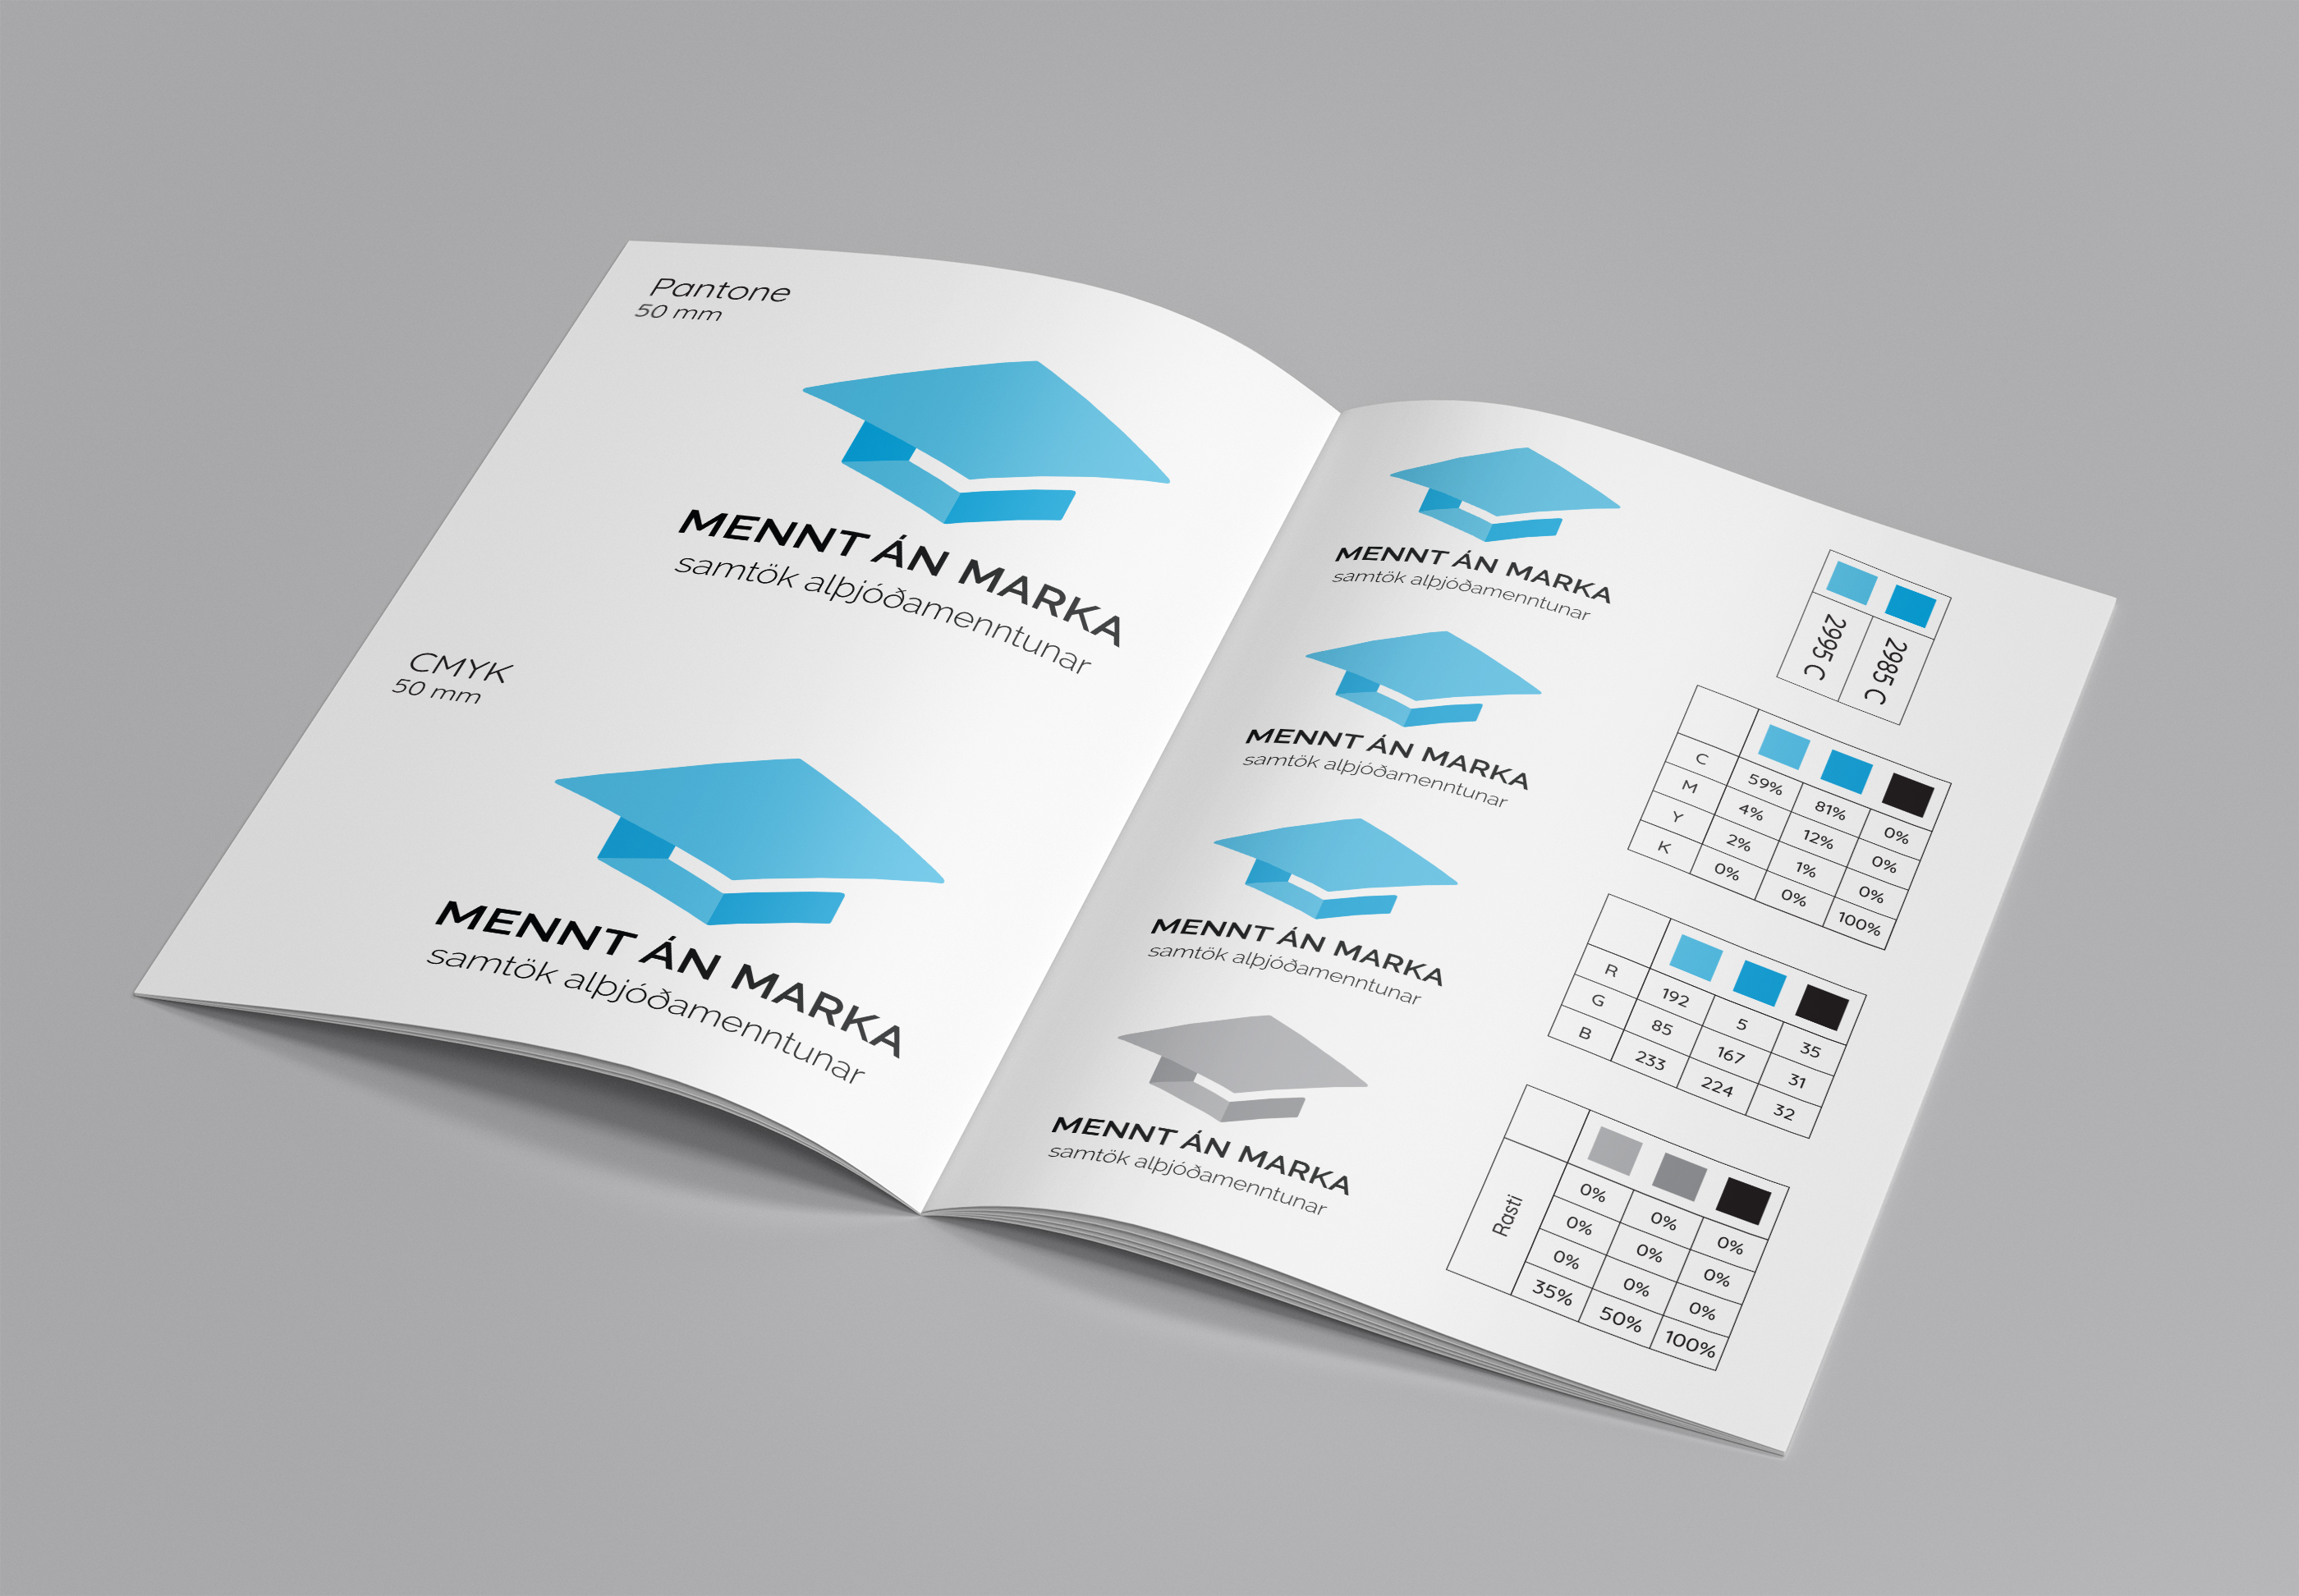 Pantone
50 mm
MENNT ÁN MARKA
samtök alþjóðamenntunar
CMYK
50 mm
MENNT ÁN MARKA
samtök alþjóðamenntunar
MENNT ÁN MARKA
samtök alþjóðamenntunar
2995 C 2985 C
MENNT ÁN MARKA
samtök alþjóðamenntunar
C 59% 81% 0%
M 4% 12% 0%
Y 2% 1% 0%
K 0% 0% 100%
MENNT ÁN MARKA
samtök alþjóðamenntunar
R 192 5 35
G 85 167 31
B 233 224 32
MENNT ÁN MARKA
samtök alþjóðamenntunar
Rasti
0% 0% 0%
0% 0% 0%
0% 0% 0%
35% 50% 100%